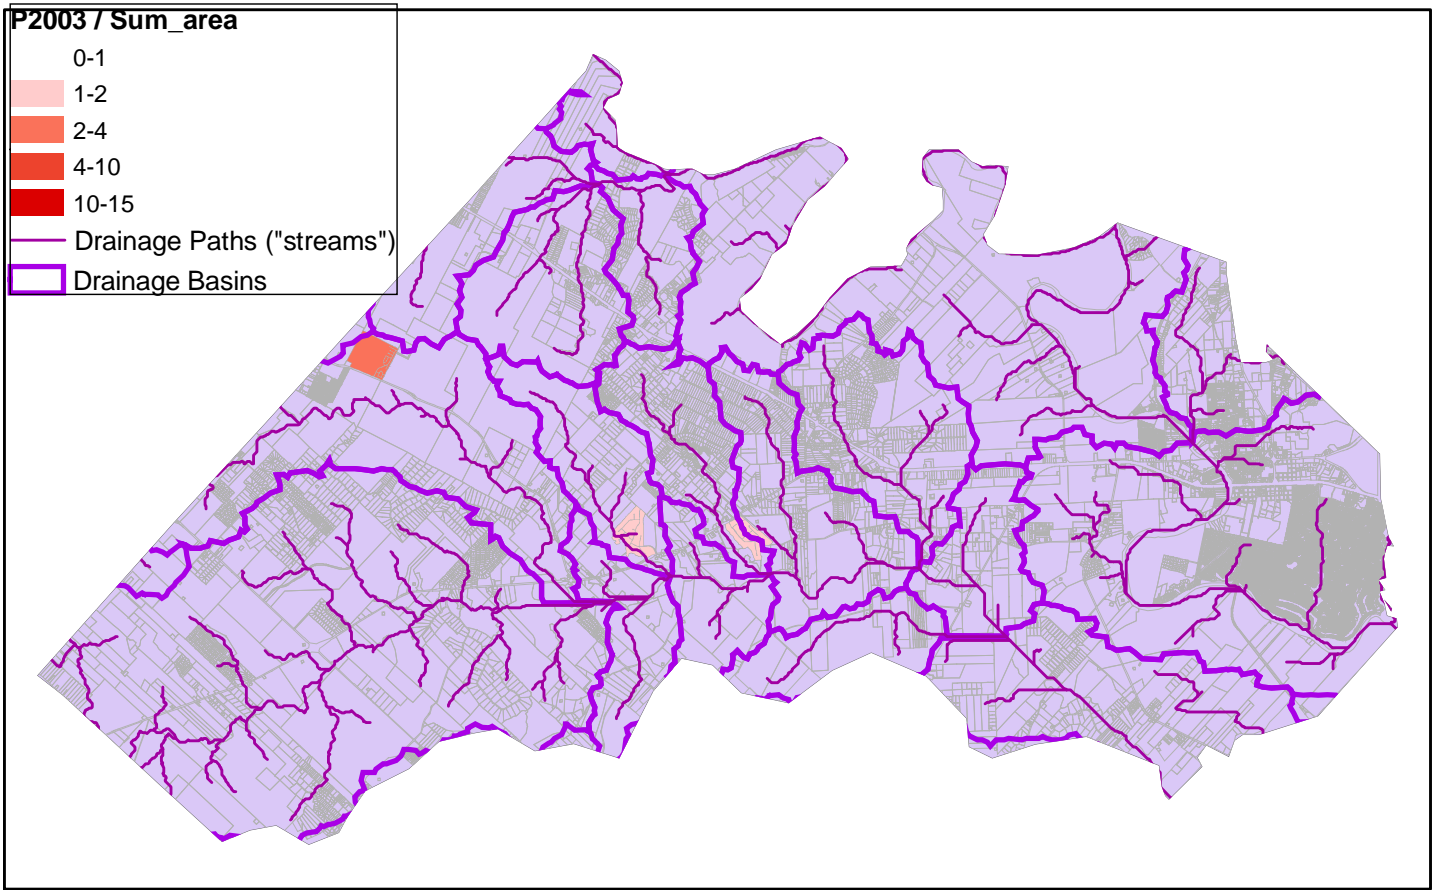 P2003 / Sum_area
0-1
1-2
2-4
4-10
10-15
Drainage Paths ("streams")
Drainage Basins